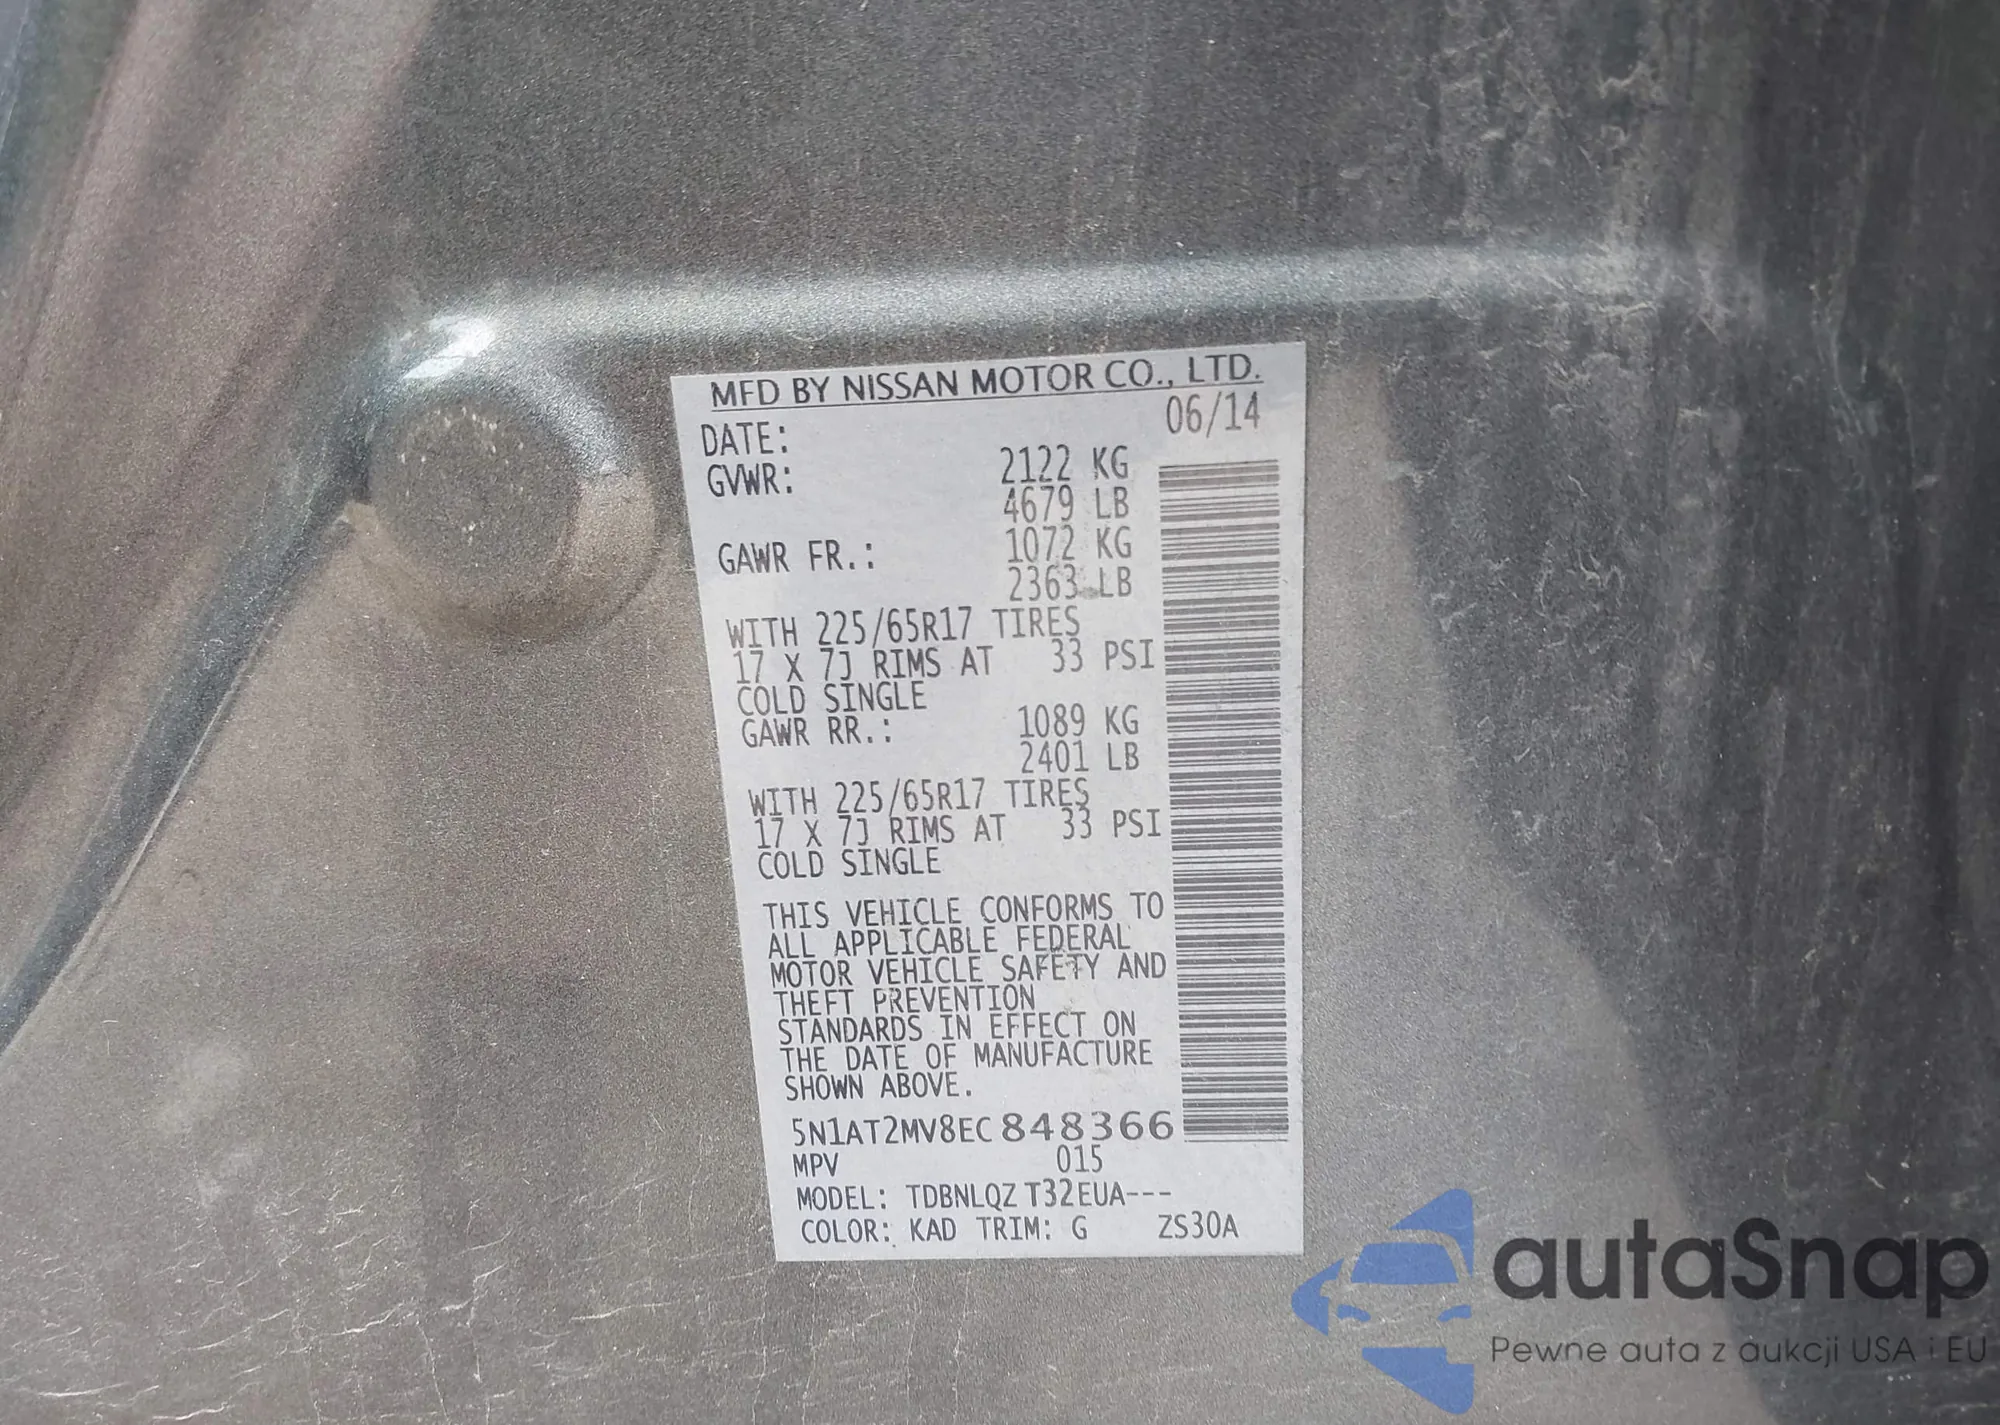 MFD BY NISSAN MOTOR CO., LTD.
DATE: 06/14
GVWR: 2122 KG
4679 LB
GAWR FR.: 1072 KG
2363 LB
WITH 225/65R17 TIRES
17 X 7J RIMS AT 33 PSI
COLD SINGLE
GAWR RR.: 1089 KG
2401 LB
WITH 225/65R17 TIRES
17 X 7J RIMS AT 33 PSI
COLD SINGLE
THIS VEHICLE CONFORMS TO
ALL APPLICABLE FEDERAL
MOTOR VEHICLE SAFETY AND
THEFT PREVENTION
STANDARDS IN EFFECT ON
THE DATE OF MANUFACTURE
SHOWN ABOVE.
5N1AT2MV8EC848366
MPV 015
MODEL: TDBNLQZ T32EUA---
COLOR: KAD TRIM: G ZS30A
autaSnap
Pewne auta z aukcji USA i EU